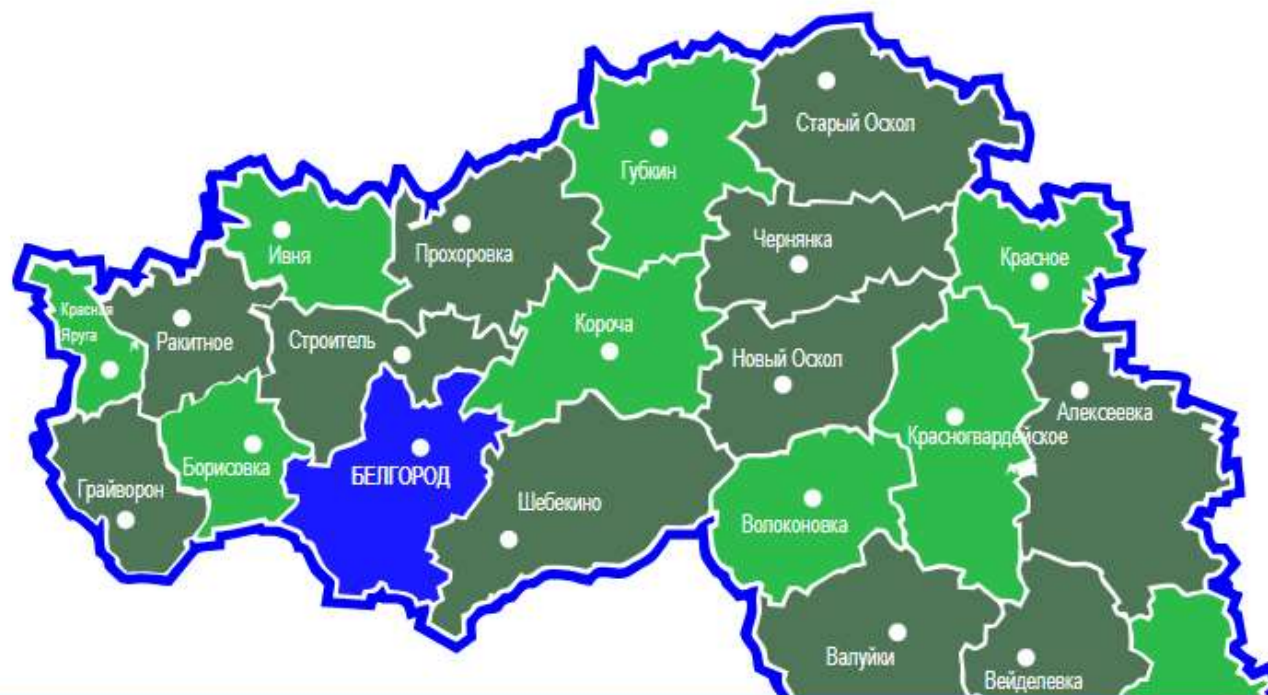 Старый Оскол
Губкин
Чернянка
Ивня
Прохоровка
Красное
Красная
Яруга
Ракитное
Строитель
Короча
Новый Оскол
Алексеевка
Красногвардейское
Борисовка
БЕЛГОРОД
Грайворон
Шебекино
Волоконовка
Валуйки
Вейделевка